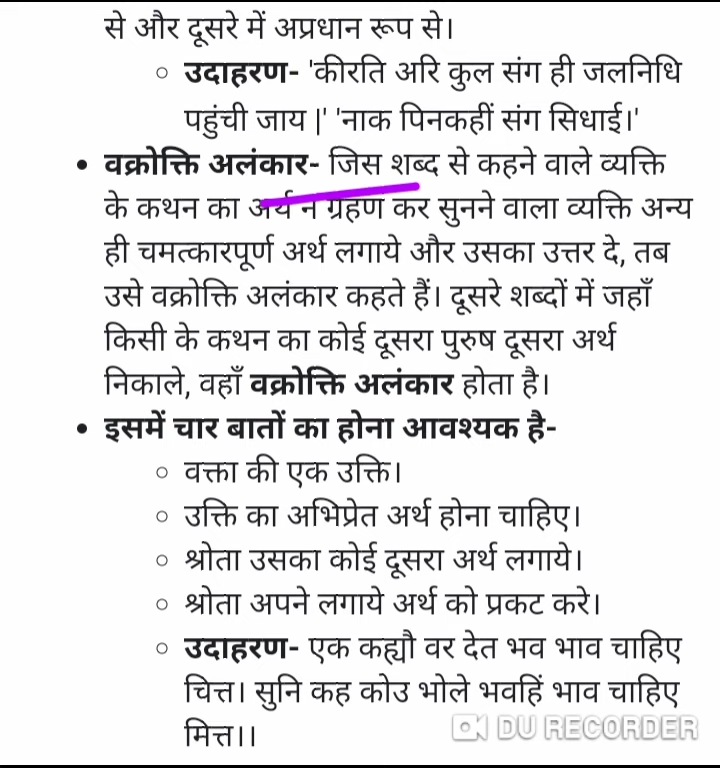 से और दूसरे में अप्रधान रूप से।
उदाहरण- 'कीरति अरि कुल संग ही जलनिधि
पहुंची जाय |' 'नाक पिनकहीं संग सिधाई।'
वक्रोक्ति अलंकार- जिस शब्द से कहने वाले व्यक्ति
के कथन का अर्थ न ग्रहण कर सुनने वाला व्यक्ति अन्य
ही चमत्कारपूर्ण अर्थ लगाये और उसका उत्तर दे, तब
उसे वक्रोक्ति अलंकार कहते हैं। दूसरे शब्दों में जहाँ
किसी के कथन का कोई दूसरा पुरुष दूसरा अर्थ
निकाले, वहाँ वक्रोक्ति अलंकार होता है।
इसमें चार बातों का होना आवश्यक है-
वक्ता की एक उक्ति।
उक्ति का अभिप्रेत अर्थ होना चाहिए।
श्रोता उसका कोई दूसरा अर्थ लगाये।
श्रोता अपने लगाये अर्थ को प्रकट करे।
उदाहरण- एक कह्यौ वर देत भव भाव चाहिए
चित्त। सुनि कह कोउ भोले भवहिं भाव चाहिए
मित्त।।
DU RECORDER